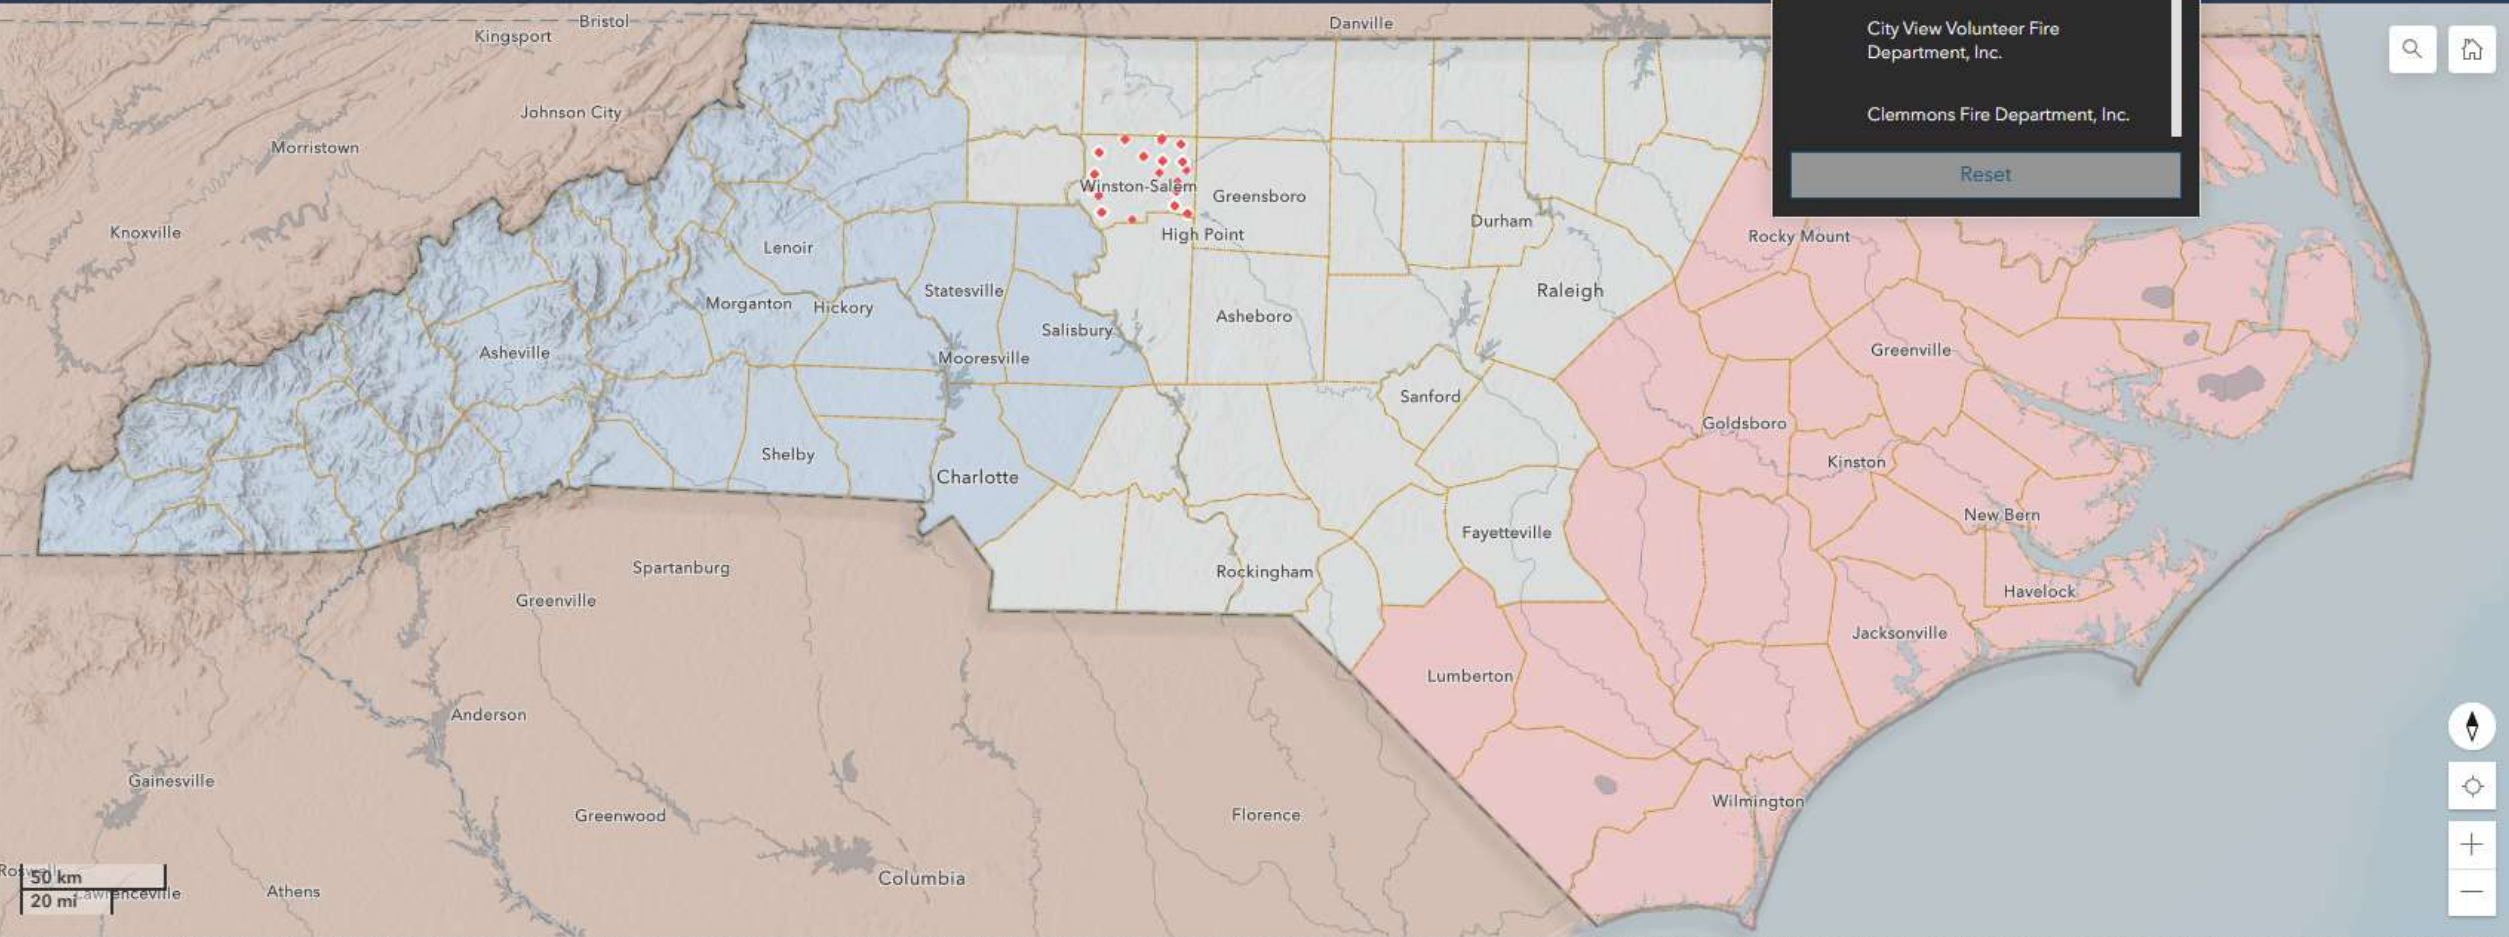 Bristol
Kingsport
Danville
City View Volunteer Fire
Department, Inc.
Clemmons Fire Department, Inc.
Reset
Johnson City
Morristown
Winston-Salem
Greensboro
Durham
Knoxville
High Point
Rocky Mount
Lenoir
Statesville
Raleigh
Morganton
Hickory
Asheboro
Salisbury
Asheville
Mooresville
Greenville
Sanford
Goldsboro
Shelby
Kinston
Charlotte
New Bern
Fayetteville
Spartanburg
Rockingham
Greenville
Havelock
Jacksonville
Lumberton
Anderson
Gainesville
Wilmington
Greenwood
Florence
50 km
Columbia
Athens
Lawrenceville
20 mi